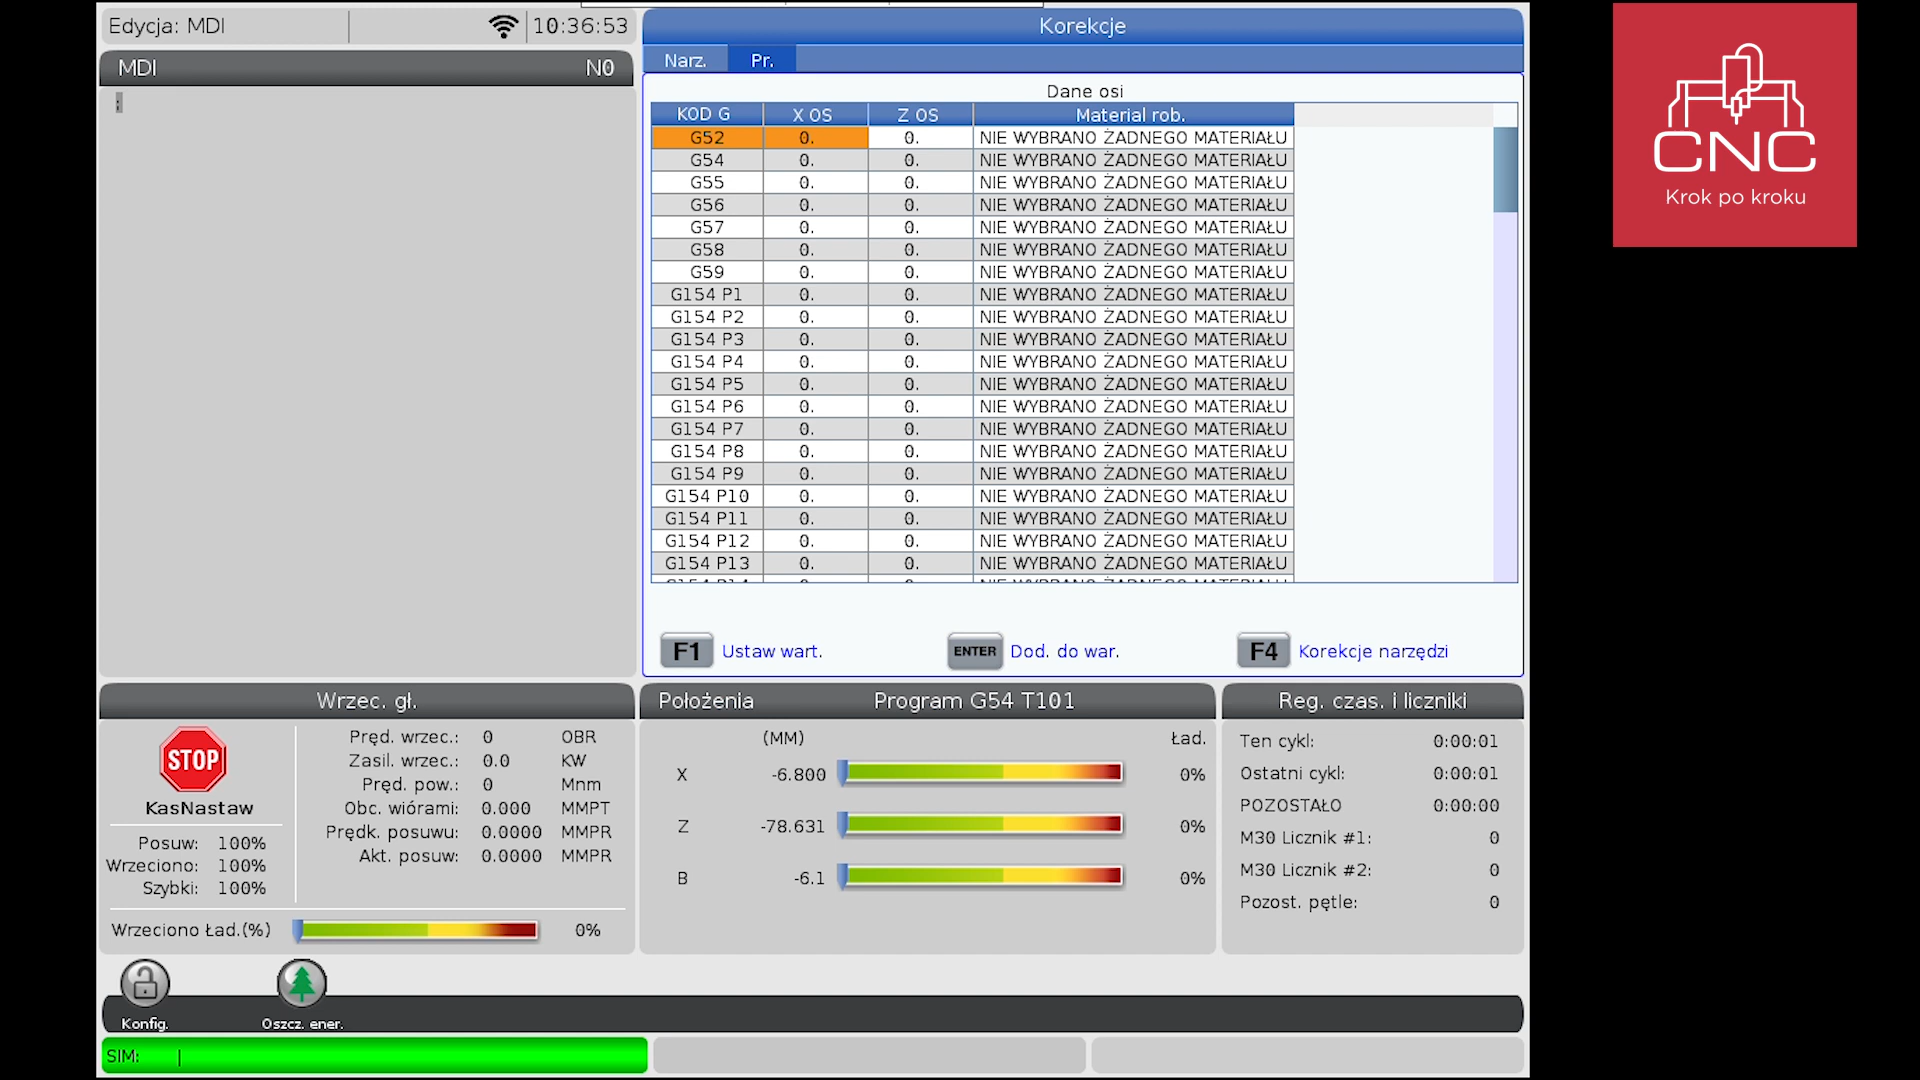 Edycja: MDI
10:36:53
MDI
N0
;
Korekcje
Narz.
Pr.
Dane osi
KOD G X OS Z OS Materiał rob.
G52 0. 0. NIE WYBRANO ŻADNEGO MATERIAŁU
G54 0. 0. NIE WYBRANO ŻADNEGO MATERIAŁU
G55 0. 0. NIE WYBRANO ŻADNEGO MATERIAŁU
G56 0. 0. NIE WYBRANO ŻADNEGO MATERIAŁU
G57 0. 0. NIE WYBRANO ŻADNEGO MATERIAŁU
G58 0. 0. NIE WYBRANO ŻADNEGO MATERIAŁU
G59 0. 0. NIE WYBRANO ŻADNEGO MATERIAŁU
G154 P1 0. 0. NIE WYBRANO ŻADNEGO MATERIAŁU
G154 P2 0. 0. NIE WYBRANO ŻADNEGO MATERIAŁU
G154 P3 0. 0. NIE WYBRANO ŻADNEGO MATERIAŁU
G154 P4 0. 0. NIE WYBRANO ŻADNEGO MATERIAŁU
G154 P5 0. 0. NIE WYBRANO ŻADNEGO MATERIAŁU
G154 P6 0. 0. NIE WYBRANO ŻADNEGO MATERIAŁU
G154 P7 0. 0. NIE WYBRANO ŻADNEGO MATERIAŁU
G154 P8 0. 0. NIE WYBRANO ŻADNEGO MATERIAŁU
G154 P9 0. 0. NIE WYBRANO ŻADNEGO MATERIAŁU
G154 P10 0. 0. NIE WYBRANO ŻADNEGO MATERIAŁU
G154 P11 0. 0. NIE WYBRANO ŻADNEGO MATERIAŁU
G154 P12 0. 0. NIE WYBRANO ŻADNEGO MATERIAŁU
G154 P13 0. 0. NIE WYBRANO ŻADNEGO MATERIAŁU
F1 Ustaw wart.
ENTER Dod. do war.
F4 Korekcje narzędzi
Wrzec. gł.
STOP
KasNastaw
Posuw: 100%
Wrzeciono: 100%
Szybki: 100%
Pręd. wrzec.: 0 OBR
Zasil. wrzec.: 0.0 KW
Pręd. pow.: 0 Mnm
Obc. wiórami: 0.000 MMPT
Prędk. posuwu: 0.0000 MMPR
Akt. posuw: 0.0000 MMPR
Wrzeciono Ład.(%) 0%
Położenia Program G54 T101
(MM) Ład.
X -6.800 0%
Z -78.631 0%
B -6.1 0%
Reg. czas. i liczniki
Ten cykl: 0:00:01
Ostatni cykl: 0:00:01
POZOSTAŁO 0:00:00
M30 Licznik #1: 0
M30 Licznik #2: 0
Pozost. pętle: 0
Konfig.
Oszcz. ener.
SIM: |
CNC
Krok po kroku